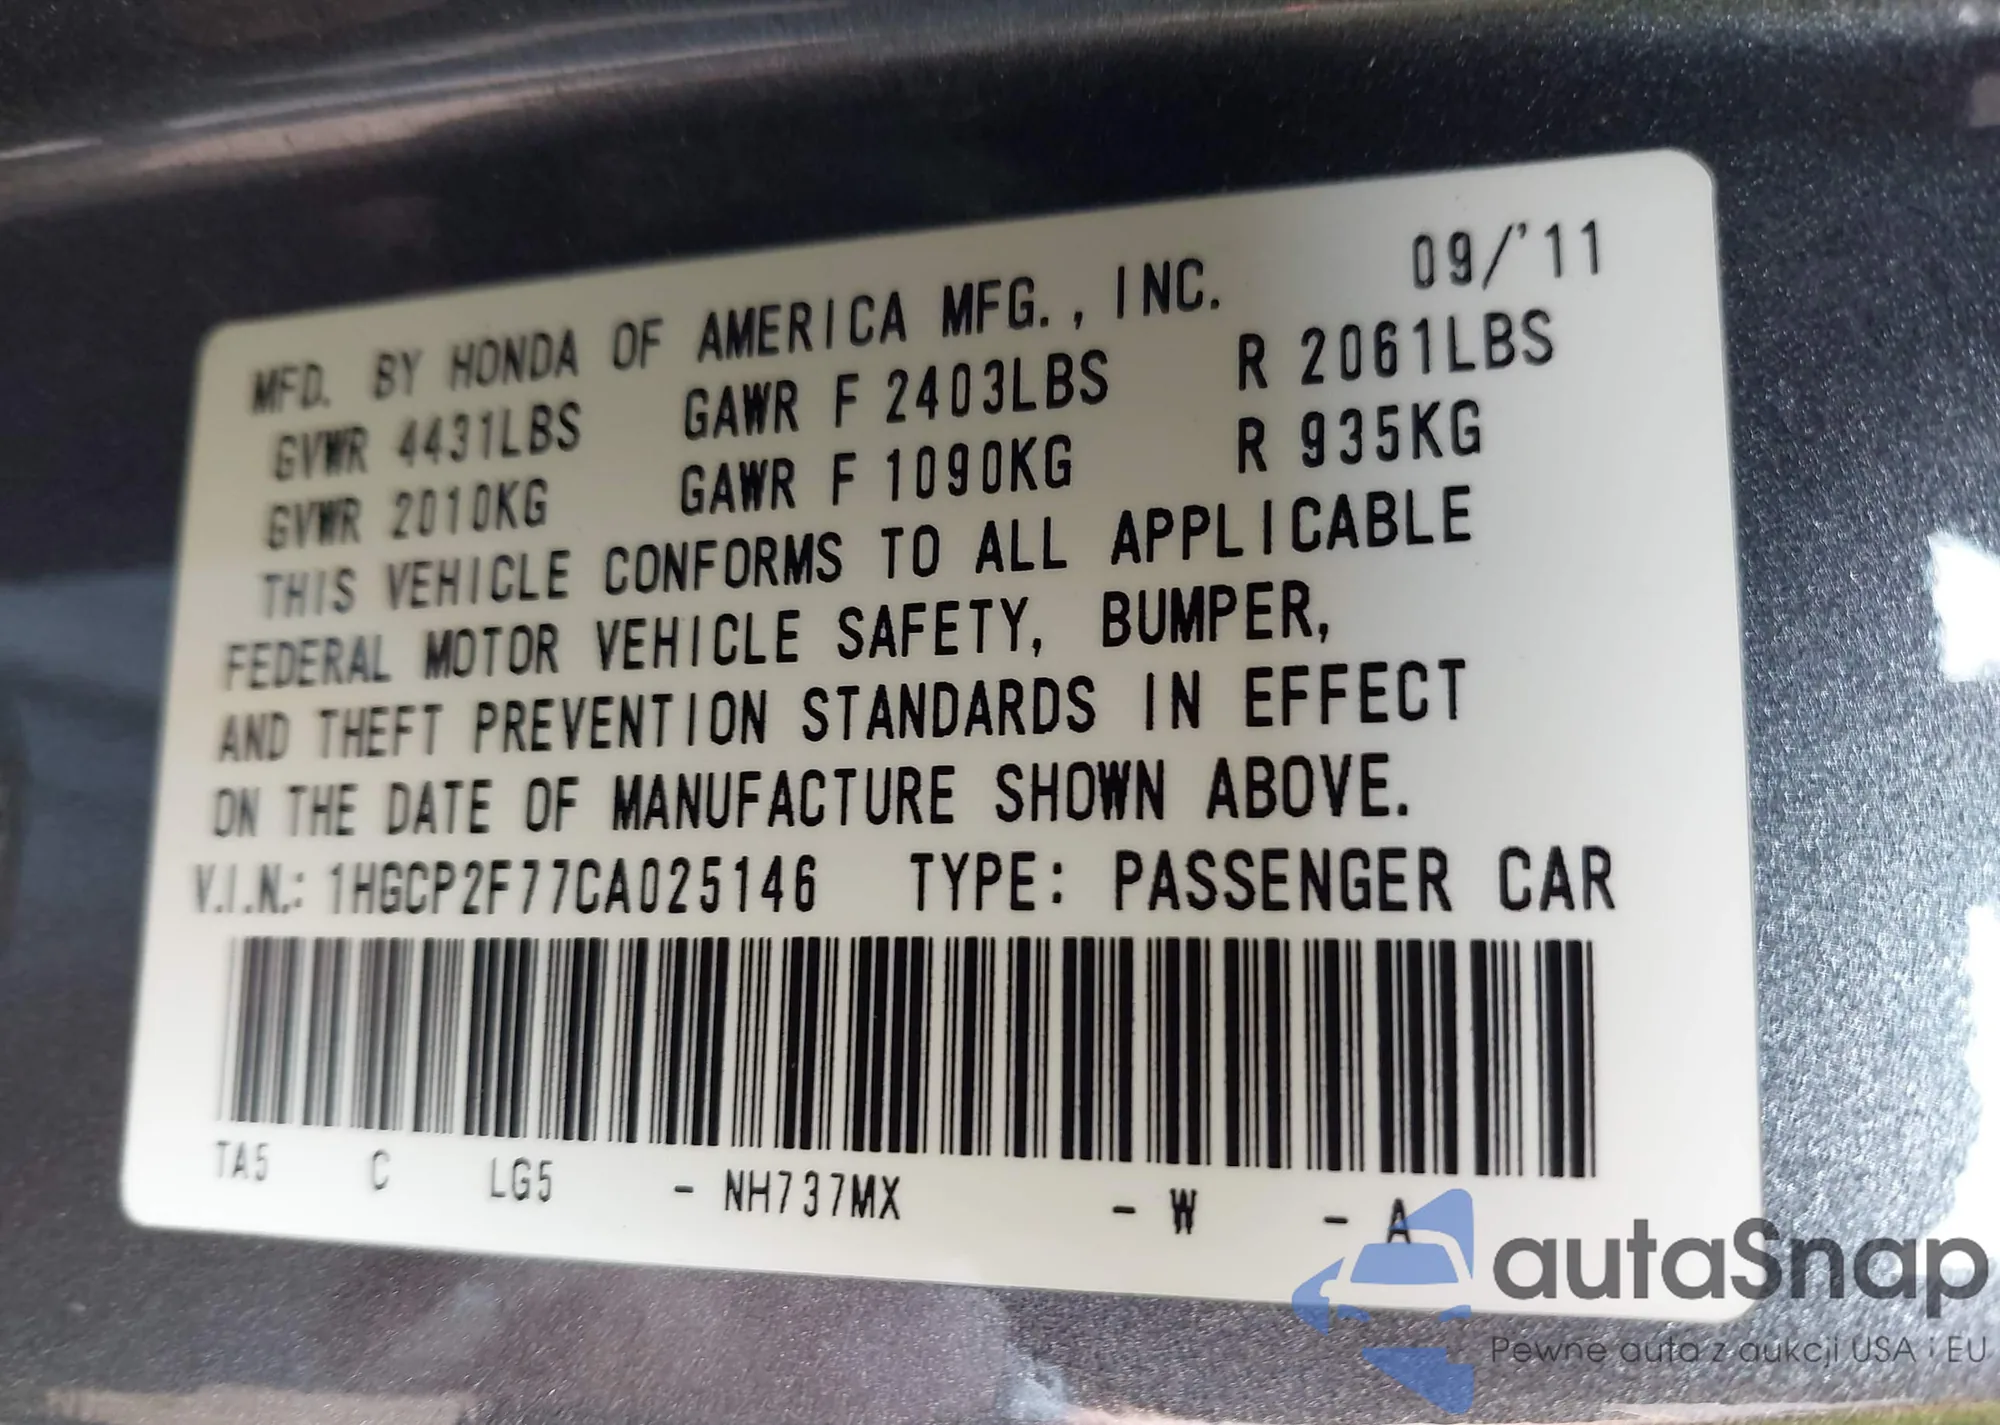 MFD. BY HONDA OF AMERICA MFG., INC. 09/'11
GVWR 4431LBS GAWR F 2403LBS R 2061LBS
GVWR 2010KG GAWR F 1090KG R 935KG
THIS VEHICLE CONFORMS TO ALL APPLICABLE
FEDERAL MOTOR VEHICLE SAFETY, BUMPER,
AND THEFT PREVENTION STANDARDS IN EFFECT
ON THE DATE OF MANUFACTURE SHOWN ABOVE.
V.I.N.: 1HGCP2F77CA025146 TYPE: PASSENGER CAR
TA5 C LG5 - NH737MX - W - A
autaSnap
Pewne auta z aukcji USA i EU